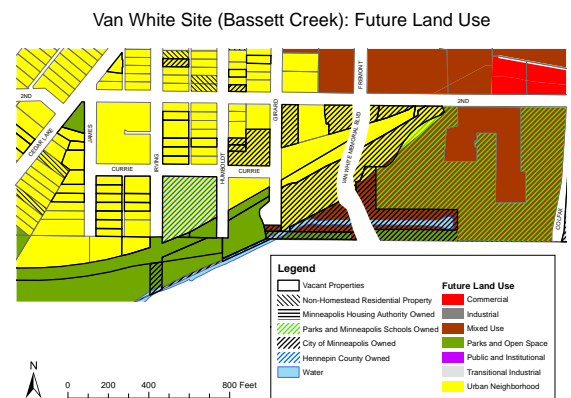 Van White Site (Bassett Creek): Future Land Use
2ND
CEDAR LAKE
JAMES
CURRIE
IRVING
HUMBOLDT
CURRIE
GIRARD
FREMONT
VAN WHITE MEMORIAL BLVD
2ND
COLFAX
Legend
Vacant Properties
Non-Homestead Residential Property
Minneapolis Housing Authority Owned
Parks and Minneapolis Schools Owned
City of Minneapolis Owned
Hennepin County Owned
Water
Future Land Use
Commercial
Industrial
Mixed Use
Parks and Open Space
Public and Institutional
Transitional Industrial
Urban Neighborhood
N
0 200 400 800 Feet